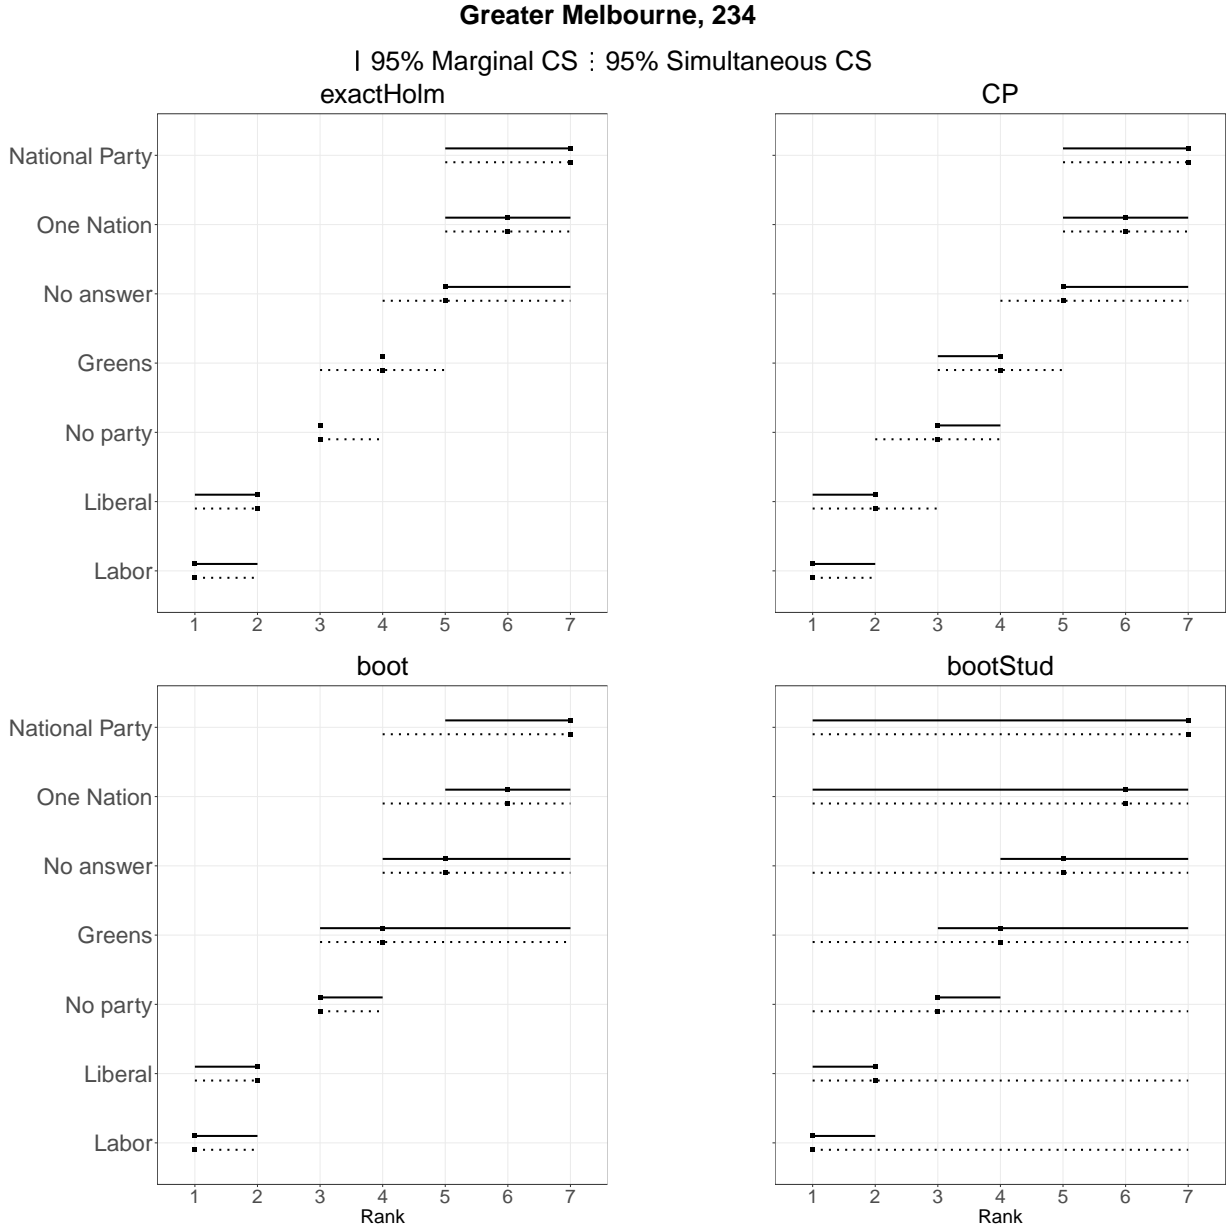 Greater Melbourne, 234
95% Marginal CS 95% Simultaneous CS
exactHolm
CP
National Party
One Nation
No answer
Greens
No party
Liberal
Labor
1 2 3 4 5 6 7
1 2 3 4 5 6 7
boot
bootStud
National Party
One Nation
No answer
Greens
No party
Liberal
Labor
1 2 3 4 5 6 7
1 2 3 4 5 6 7
Rank
Rank